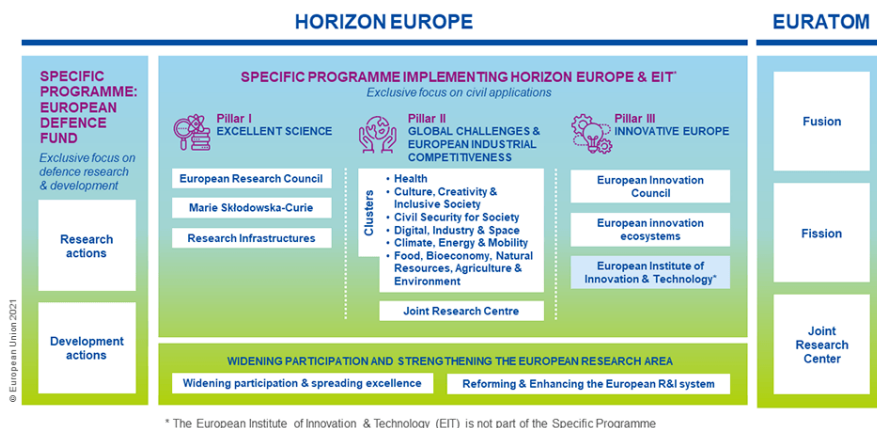 HORIZON EUROPE
EURATOM
SPECIFIC
PROGRAMME:
EUROPEAN
DEFENCE
FUND
Exclusive focus on
defence research
& development
Research
actions
Development
actions
SPECIFIC PROGRAMME IMPLEMENTING HORIZON EUROPE & EIT*
Exclusive focus on civil applications
Pillar I
EXCELLENT SCIENCE
European Research Council
Marie Skłodowska-Curie
Research Infrastructures
Pillar II
GLOBAL CHALLENGES &
EUROPEAN INDUSTRIAL
COMPETITIVENESS
Clusters
• Health
• Culture, Creativity &
Inclusive Society
• Civil Security for Society
• Digital, Industry & Space
• Climate, Energy & Mobility
• Food, Bioeconomy, Natural
Resources, Agriculture &
Environment
Joint Research Centre
Pillar III
INNOVATIVE EUROPE
European Innovation
Council
European innovation
ecosystems
European Institute of
Innovation & Technology*
WIDENING PARTICIPATION AND STRENGTHENING THE EUROPEAN RESEARCH AREA
Widening participation & spreading excellence
Reforming & Enhancing the European R&I system
Fusion
Fission
Joint
Research
Center
© European Union 2021
* The European Institute of Innovation & Technology (EIT) is not part of the Specific Programme